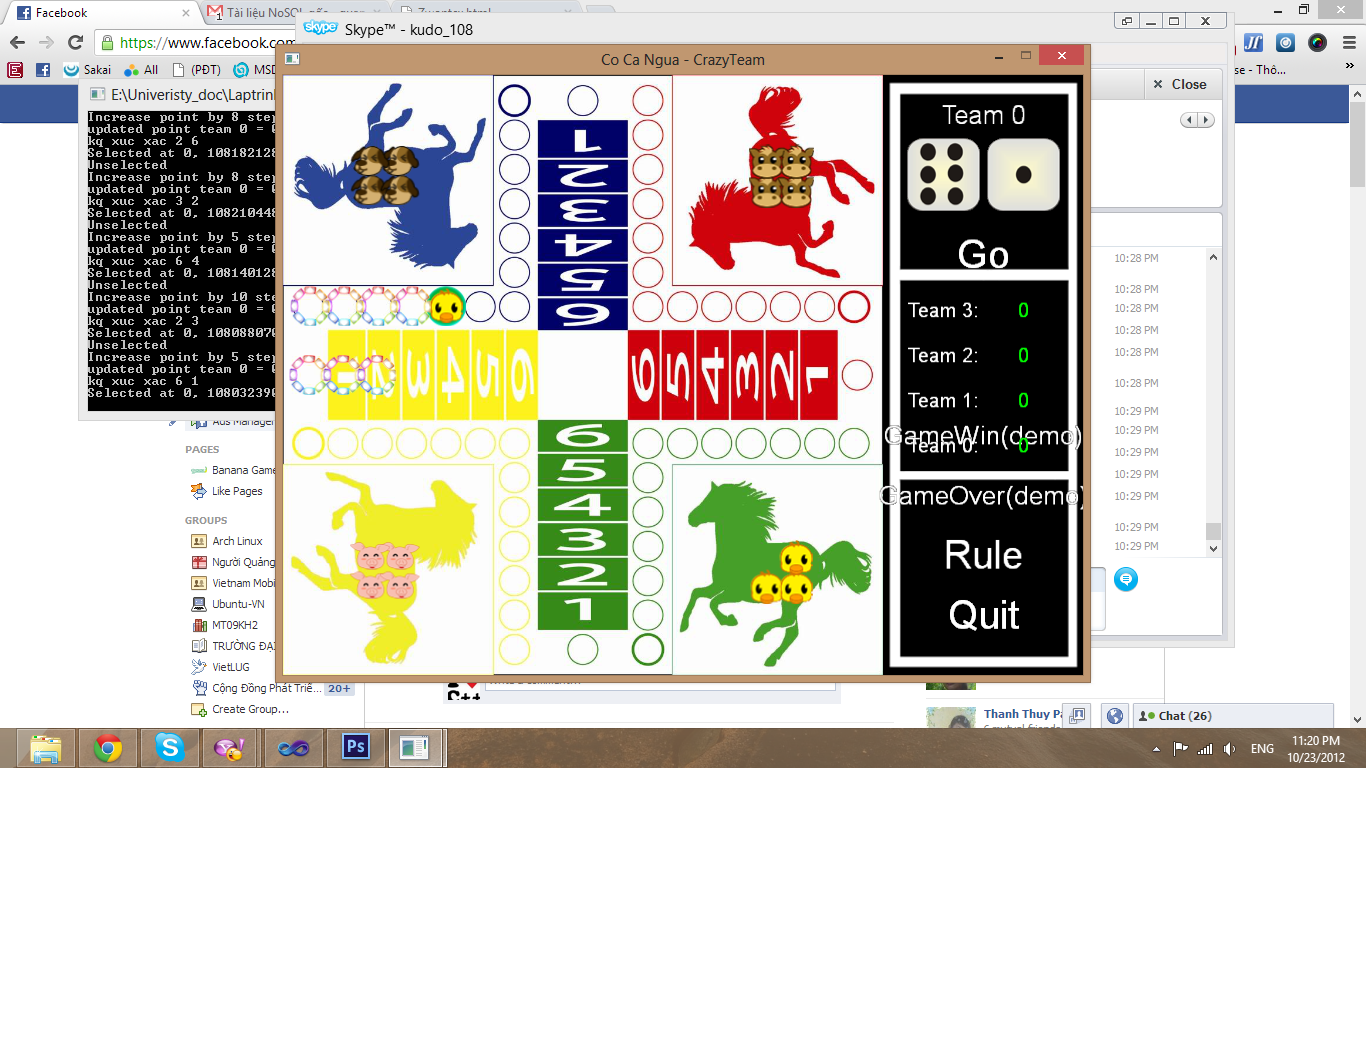 Facebook
Tài liệu NoSQL
Skype™ - kudo_108
https://www.facebook.com
Sakai
All
(PĐT)
MSD
se - Thô...
Co Ca Ngua - CrazyTeam
E:\Univeristy_doc\Laptrin
Increase point by 8 step
updated point team 0 = 0
kq xuc xac 2 6
Selected at 0, 108182128
Unselected
Increase point by 8 step
updated point team 0 = 0
kq xuc xac 3 2
Selected at 0, 108210448
Unselected
Increase point by 5 step
updated point team 0 = 0
kq xuc xac 6 4
Selected at 0, 108140128
Unselected
Increase point by 10 ste
updated point team 0 = 0
kq xuc xac 2 3
Selected at 0, 108088070
Unselected
Increase point by 5 step
updated point team 0 = 0
kq xuc xac 6 1
Selected at 0, 108032390
1
2
3
4
5
6
1
2
3
4
5
6
6
5
4
3
2
1
6
5
4
3
2
1
Team 0
Go
Team 3: 0
Team 2: 0
Team 1: 0
GameWin(demo)
Team 0: 0
GameOver(demo)
Rule
Quit
Close
10:28 PM
10:28 PM
10:28 PM
10:28 PM
10:28 PM
10:28 PM
10:29 PM
10:29 PM
10:29 PM
10:29 PM
10:29 PM
10:29 PM
10:29 PM
Ads Manager
PAGES
Banana Game
Like Pages
GROUPS
Arch Linux
Người Quảng
Vietnam Mobi
Ubuntu-VN
MT09KH2
TRƯỜNG ĐẠI
VietLUG
Cộng Đồng Phát Triể... 20+
Create Group...
C++
Thanh Thuy P
Chat (26)
Ps
ENG
11:20 PM
10/23/2012